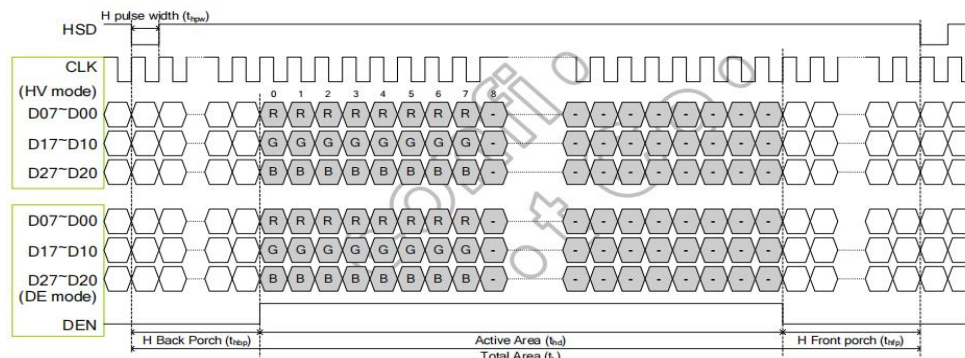 H pulse width (thpw)
HSD
CLK
(HV mode)
0 1 2 3 4 5 6 7 8
D07~D00 R R R R R R R R - - - - - - - - -
D17~D10 G G G G G G G G - - - - - - - - -
D27~D20 B B B B B B B B - - - - - - - - -
D07~D00 R R R R R R R R - - - - - - - - -
D17~D10 G G G G G G G G - - - - - - - - -
D27~D20 B B B B B B B B - - - - - - - - -
(DE mode)
DEN
H Back Porch (thbp) Active Area (thd) H Front porch (thfp)
Total Area